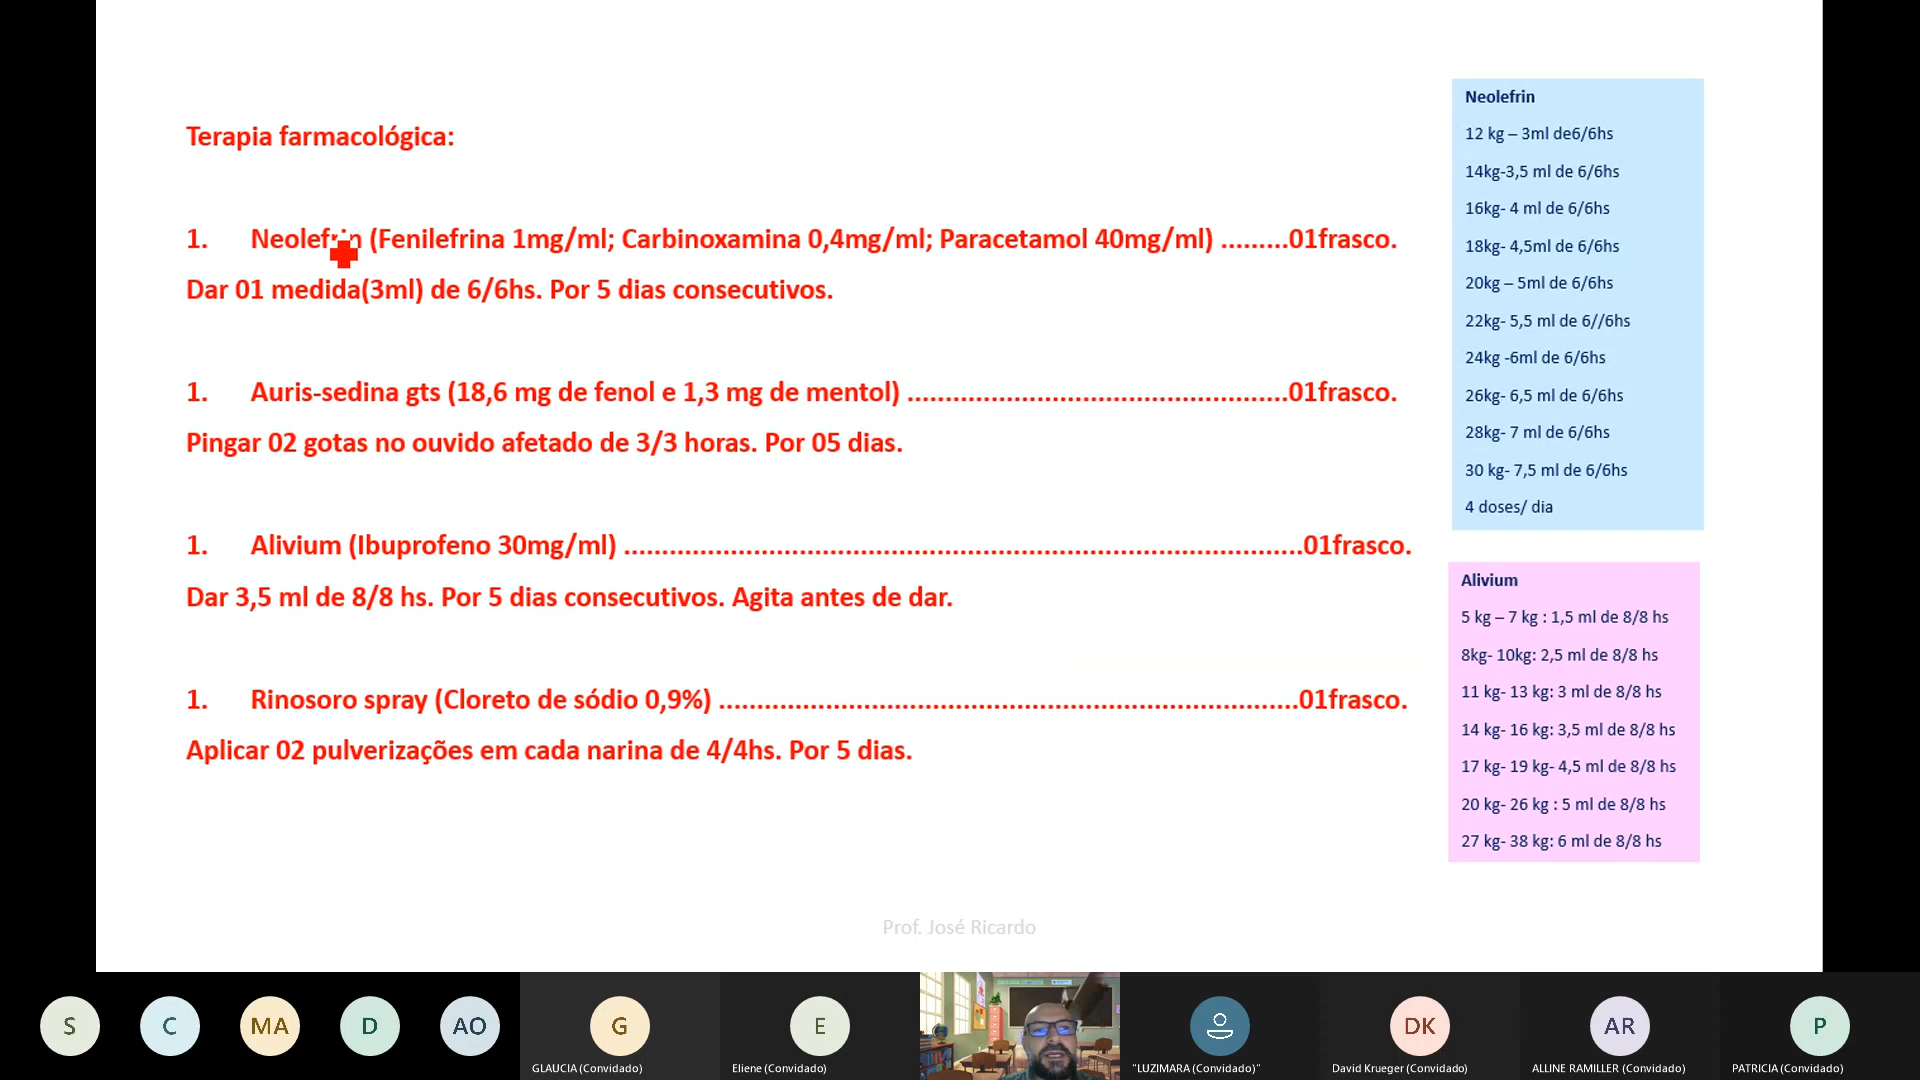 Terapia farmacológica:
1. Neolefrin (Fenilefrina 1mg/ml; Carbinoxamina 0,4mg/ml; Paracetamol 40mg/ml) .........01frasco.
Dar 01 medida(3ml) de 6/6hs. Por 5 dias consecutivos.
1. Auris-sedina gts (18,6 mg de fenol e 1,3 mg de mentol) ..................................................01frasco.
Pingar 02 gotas no ouvido afetado de 3/3 horas. Por 05 dias.
1. Alivium (Ibuprofeno 30mg/ml) .........................................................................................01frasco.
Dar 3,5 ml de 8/8 hs. Por 5 dias consecutivos. Agita antes de dar.
1. Rinosoro spray (Cloreto de sódio 0,9%) ............................................................................01frasco.
Aplicar 02 pulverizações em cada narina de 4/4hs. Por 5 dias.
Neolefrin
12 kg – 3ml de6/6hs
14kg-3,5 ml de 6/6hs
16kg- 4 ml de 6/6hs
18kg- 4,5ml de 6/6hs
20kg – 5ml de 6/6hs
22kg- 5,5 ml de 6//6hs
24kg -6ml de 6/6hs
26kg- 6,5 ml de 6/6hs
28kg- 7 ml de 6/6hs
30 kg- 7,5 ml de 6/6hs
4 doses/ dia
Alivium
5 kg – 7 kg : 1,5 ml de 8/8 hs
8kg- 10kg: 2,5 ml de 8/8 hs
11 kg- 13 kg: 3 ml de 8/8 hs
14 kg- 16 kg: 3,5 ml de 8/8 hs
17 kg- 19 kg- 4,5 ml de 8/8 hs
20 kg- 26 kg : 5 ml de 8/8 hs
27 kg- 38 kg: 6 ml de 8/8 hs
Prof. José Ricardo
S
C
MA
D
AO
G
E
DK
AR
P
GLAUCIA (Convidado)
Eliene (Convidado)
"LUZIMARA (Convidado)"
David Krueger (Convidado)
ALLINE RAMILLER (Convidado)
PATRICIA (Convidado)